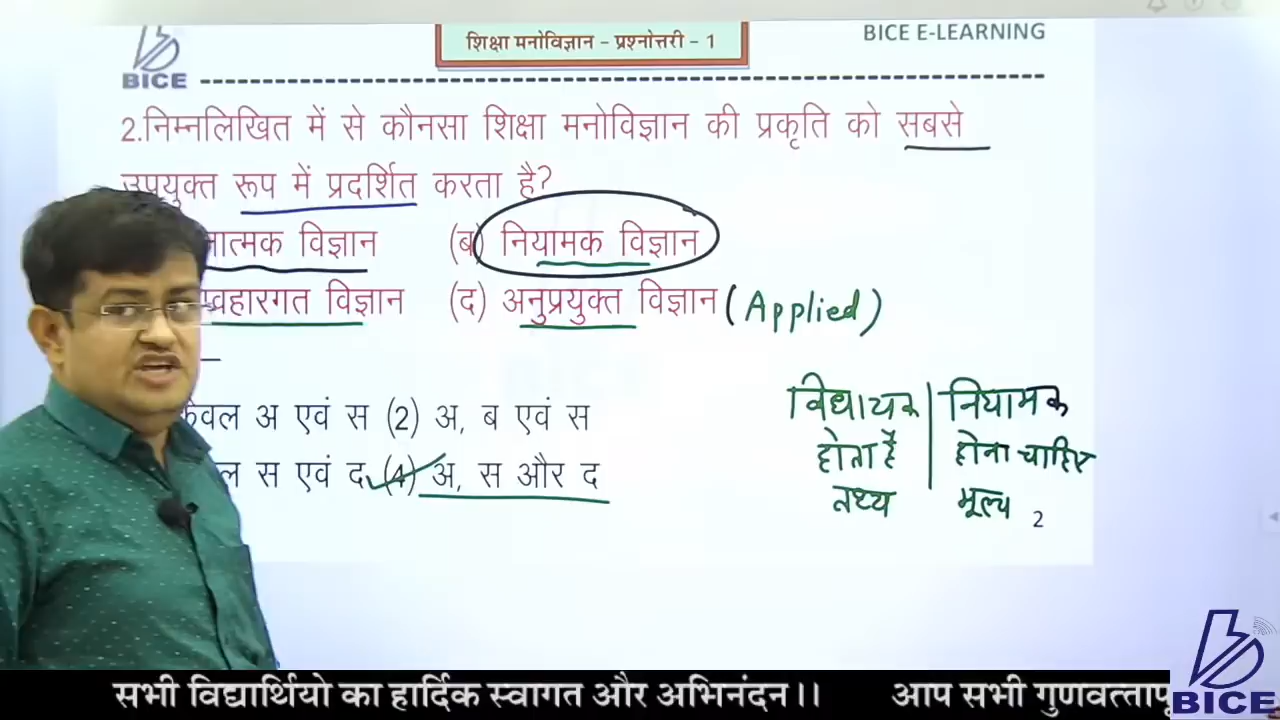 शिक्षा मनोविज्ञान – प्रश्नोत्तरी – 1
BICE E-LEARNING
BICE
2.निम्नलिखित में से कौनसा शिक्षा मनोविज्ञान की प्रकृति को सबसे
उपयुक्त रूप में प्रदर्शित करता है?
विज्ञान (ब) नियामक विज्ञान
विज्ञान (द) अनुप्रयुक्त विज्ञान (Applied)
अ एवं स (2) अ, ब एवं स
स एवं द (4) अ, स और द
विधायक नियामक
होता है होना चाहिए
तथ्य मूल्य
2
सभी विद्यार्थियो का हार्दिक स्वागत और अभिनंदन।। आप सभी
BICE